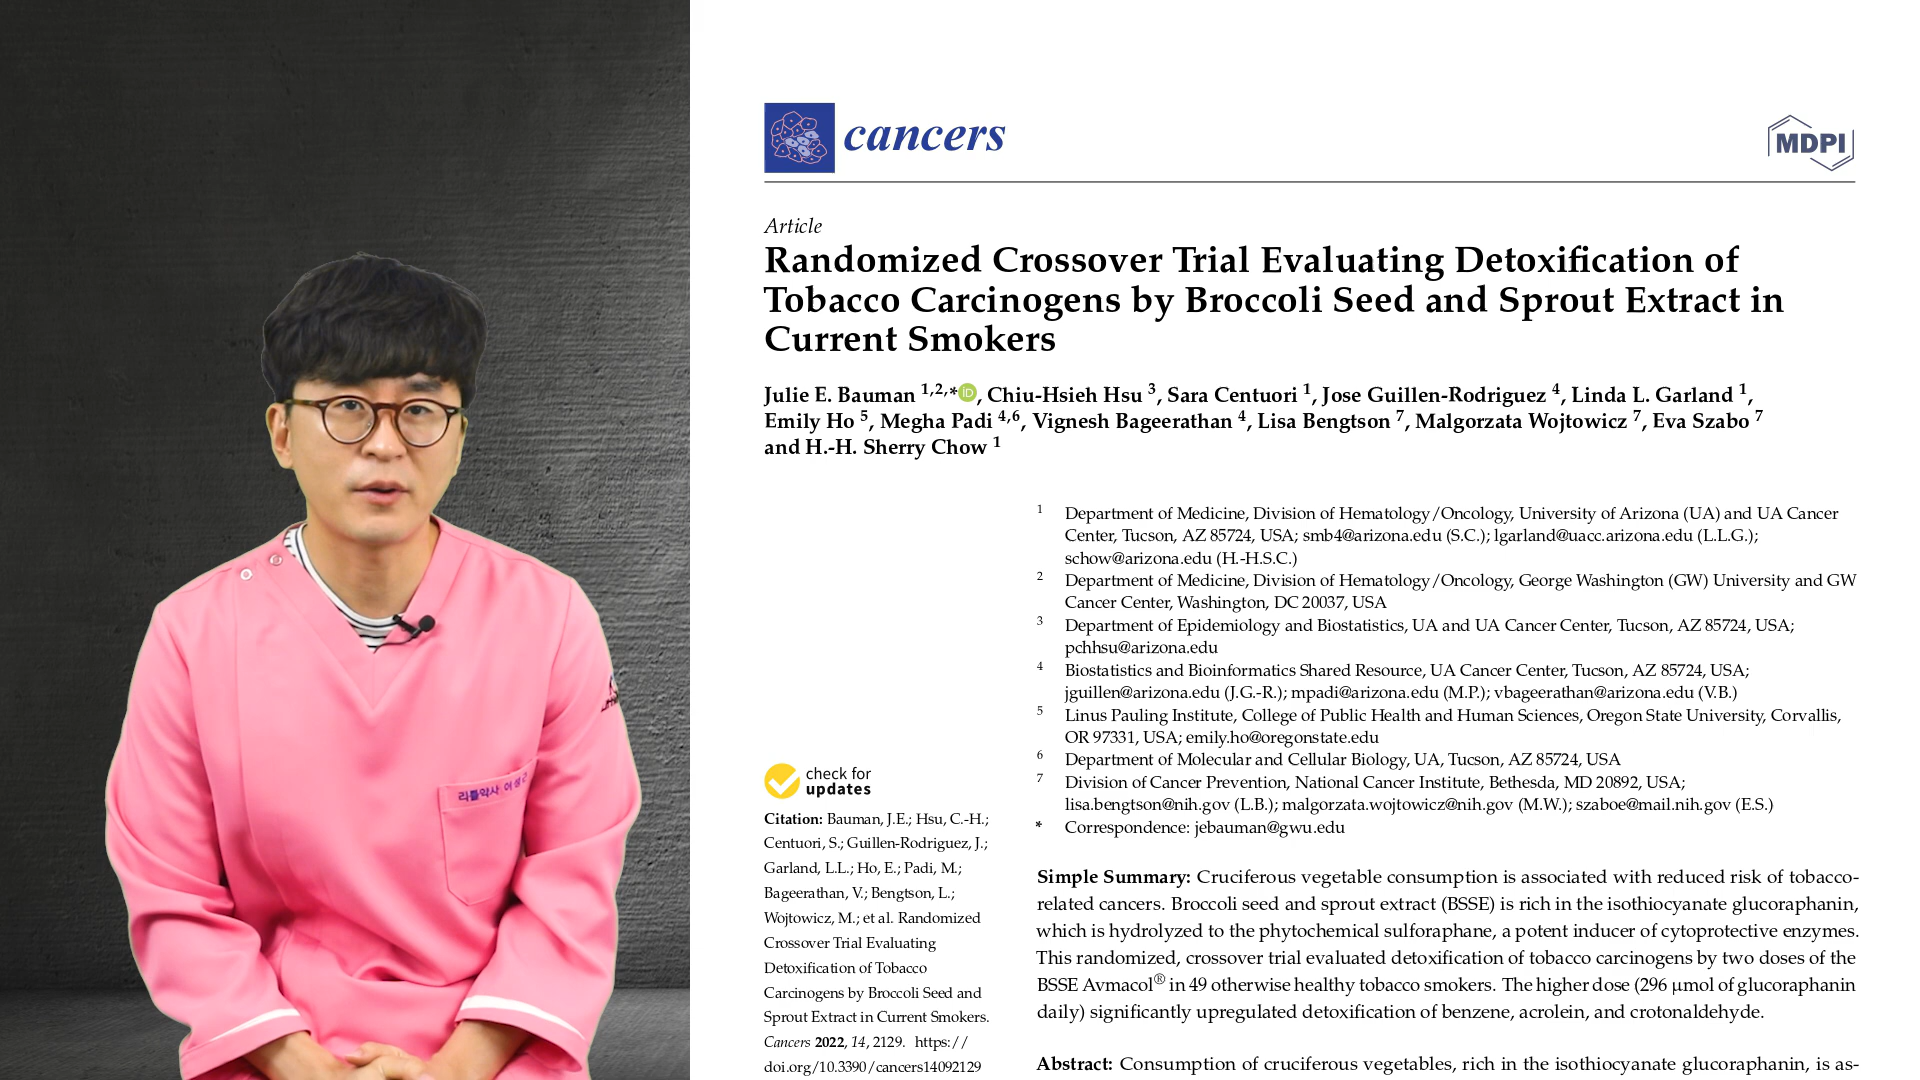 cancers
MDPI
Article
Randomized Crossover Trial Evaluating Detoxification of
Tobacco Carcinogens by Broccoli Seed and Sprout Extract in
Current Smokers
Julie E. Bauman 1,2,*iD, Chiu-Hsieh Hsu 3, Sara Centuori 1, Jose Guillen-Rodriguez 4, Linda L. Garland 1,
Emily Ho 5, Megha Padi 4,6, Vignesh Bageerathan 4, Lisa Bengtson 7, Malgorzata Wojtowicz 7, Eva Szabo 7
and H.-H. Sherry Chow 1
1 Department of Medicine, Division of Hematology/Oncology, University of Arizona (UA) and UA Cancer
Center, Tucson, AZ 85724, USA; smb4@arizona.edu (S.C.); lgarland@uacc.arizona.edu (L.L.G.);
schow@arizona.edu (H.-H.S.C.)
2 Department of Medicine, Division of Hematology/Oncology, George Washington (GW) University and GW
Cancer Center, Washington, DC 20037, USA
3 Department of Epidemiology and Biostatistics, UA and UA Cancer Center, Tucson, AZ 85724, USA;
pchhsu@arizona.edu
4 Biostatistics and Bioinformatics Shared Resource, UA Cancer Center, Tucson, AZ 85724, USA;
jguillen@arizona.edu (J.G.-R.); mpadi@arizona.edu (M.P.); vbageerathan@arizona.edu (V.B.)
5 Linus Pauling Institute, College of Public Health and Human Sciences, Oregon State University, Corvallis,
OR 97331, USA; emily.ho@oregonstate.edu
6 Department of Molecular and Cellular Biology, UA, Tucson, AZ 85724, USA
7 Division of Cancer Prevention, National Cancer Institute, Bethesda, MD 20892, USA;
lisa.bengtson@nih.gov (L.B.); malgorzata.wojtowicz@nih.gov (M.W.); szaboe@mail.nih.gov (E.S.)
* Correspondence: jebauman@gwu.edu
check for
updates
Citation: Bauman, J.E.; Hsu, C.-H.;
Centuori, S.; Guillen-Rodriguez, J.;
Garland, L.L.; Ho, E.; Padi, M.;
Bageerathan, V.; Bengtson, L.;
Wojtowicz, M.; et al. Randomized
Crossover Trial Evaluating
Detoxification of Tobacco
Carcinogens by Broccoli Seed and
Sprout Extract in Current Smokers.
Cancers 2022, 14, 2129. https://
doi.org/10.3390/cancers14092129
Simple Summary: Cruciferous vegetable consumption is associated with reduced risk of tobacco-
related cancers. Broccoli seed and sprout extract (BSSE) is rich in the isothiocyanate glucoraphanin,
which is hydrolyzed to the phytochemical sulforaphane, a potent inducer of cytoprotective enzymes.
This randomized, crossover trial evaluated detoxification of tobacco carcinogens by two doses of the
BSSE Avmacol® in 49 otherwise healthy tobacco smokers. The higher dose (296 μmol of glucoraphanin
daily) significantly upregulated detoxification of benzene, acrolein, and crotonaldehyde.
Abstract: Consumption of cruciferous vegetables, rich in the isothiocyanate glucoraphanin, is as-
리틀약사